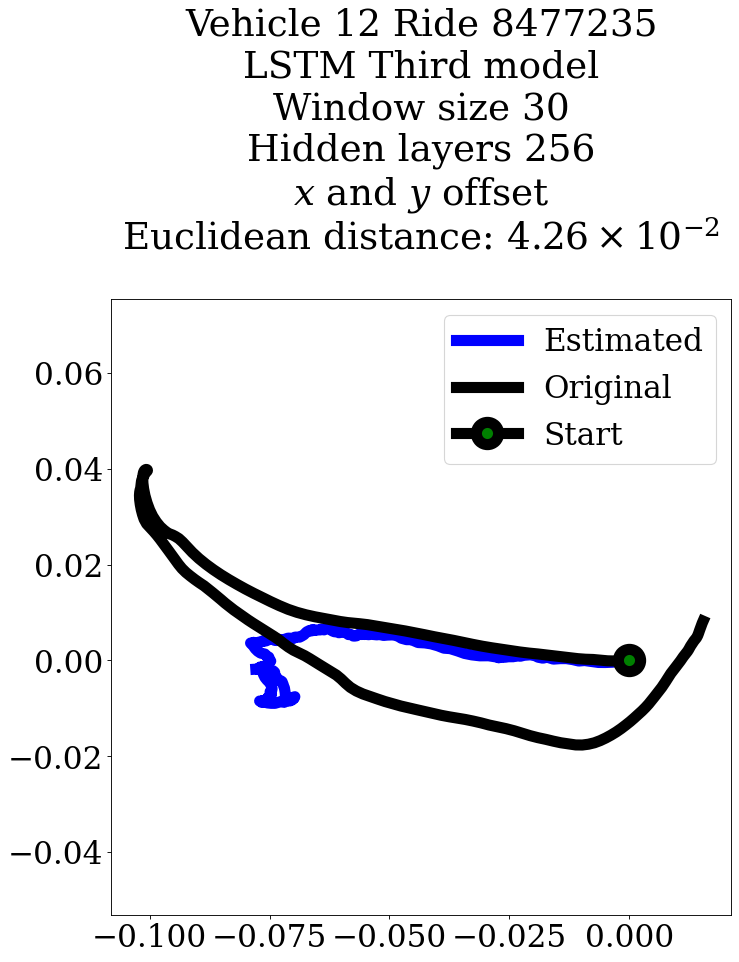 Vehicle 12 Ride 8477235
LSTM Third model
Window size 30
Hidden layers 256
x and y offset
Euclidean distance: 4.26 × 10⁻²
Estimated
Original
Start
0.06
0.04
0.02
0.00
−0.02
−0.04
−0.100 −0.075 −0.050 −0.025 0.000